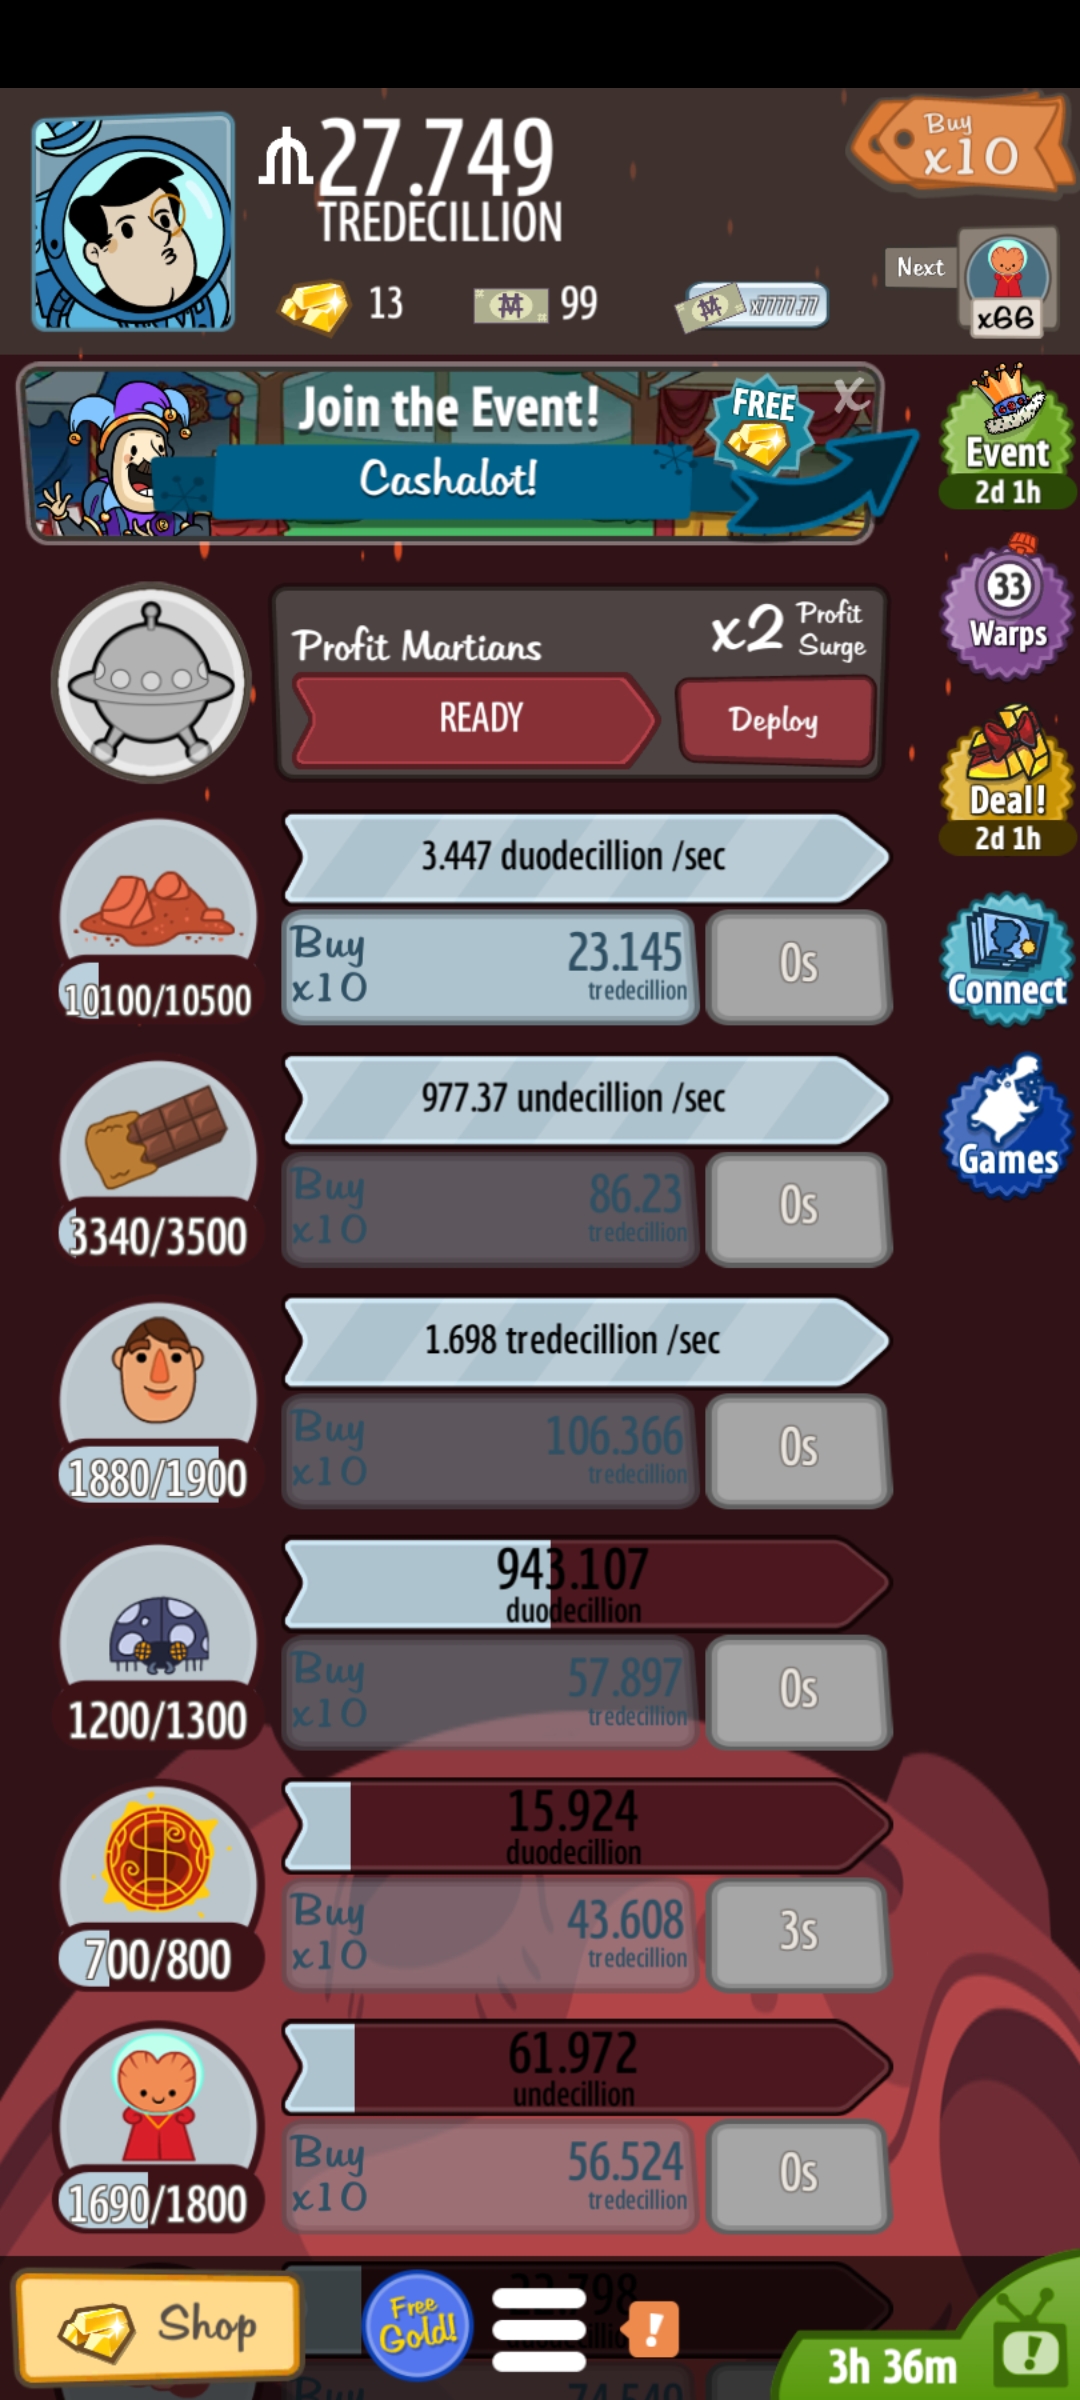 27.749
TREDECILLION
Buy
x10
13
99
x7777.77
Next
x66
Join the Event!
FREE
X
Cashalot!
Event
2d 1h
33
Warps
Profit Martians
x2 Profit
Surge
READY
Deploy
Deal!
2d 1h
3.447 duodecillion /sec
Buy
x10
23.145
tredecillion
0s
10100/10500
Connect
977.37 undecillion /sec
Buy
x10
86.23
tredecillion
0s
3340/3500
Games
1.698 tredecillion /sec
Buy
x10
106.366
tredecillion
0s
1880/1900
943.107
duodecillion
Buy
x10
57.897
tredecillion
0s
1200/1300
15.924
duodecillion
Buy
x10
43.608
tredecillion
3s
700/800
61.972
undecillion
Buy
x10
56.524
tredecillion
0s
1690/1800
Shop
Free
Gold!
!
3h 36m
!
Buy